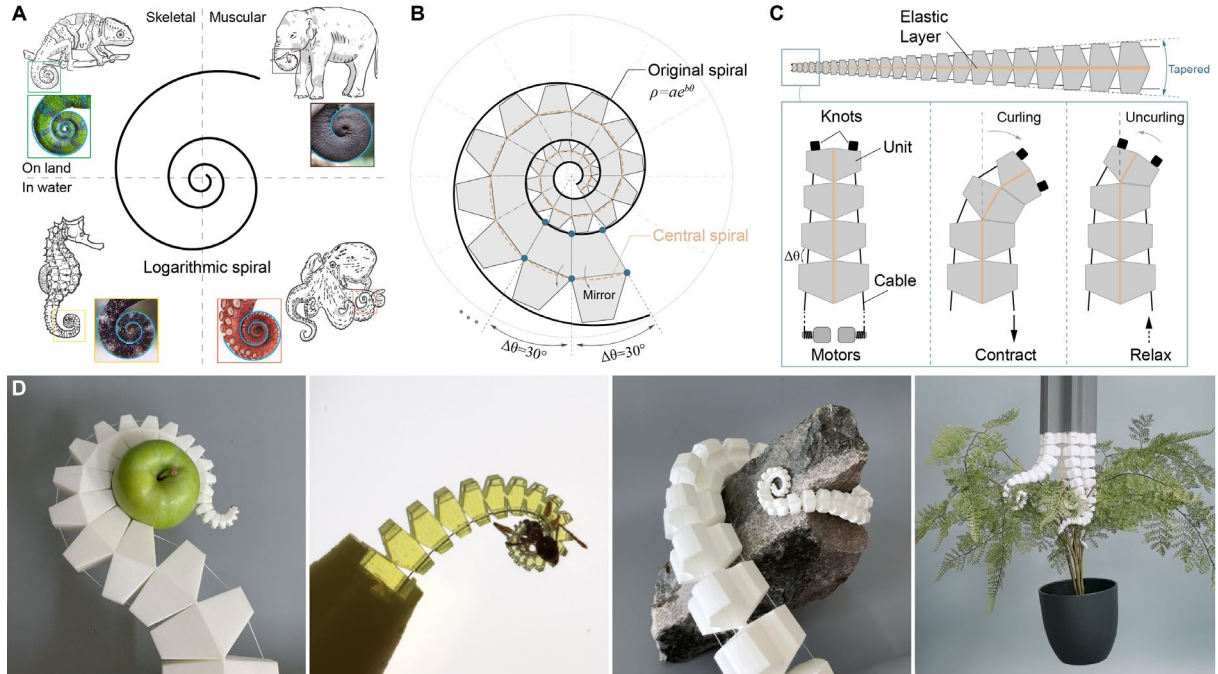 A
Skeletal
Muscular
On land
In water
Logarithmic spiral
B
Original spiral
ρ=ae^{bθ}
Central spiral
Mirror
Δθ=30°
Δθ=30°
C
Elastic
Layer
Tapered
Knots
Unit
Δθ
Cable
Motors
Curling
Contract
Uncurling
Relax
D